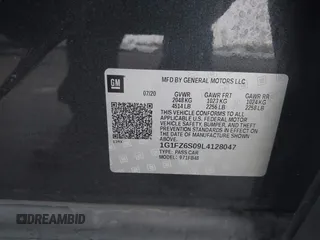 GM
MFD BY GENERAL MOTORS LLC
07/20 GVWR GAWR FRT GAWR RR
2048 KG 1023 KG 1024 KG
4514 LB 2256 LB 2258 LB
THIS VEHICLE CONFORMS TO ALL APPLICABLE
U.S. FEDERAL MOTOR VEHICLE
SAFETY, BUMPER, AND THEFT
PREVENTION STANDARDS IN EFFECT
ON THE DATE OF MANUFACTURE
SHOWN ABOVE.
1G1FZ6S09L4128047
TYPE: PASS CAR
MODEL:
DREAMBID